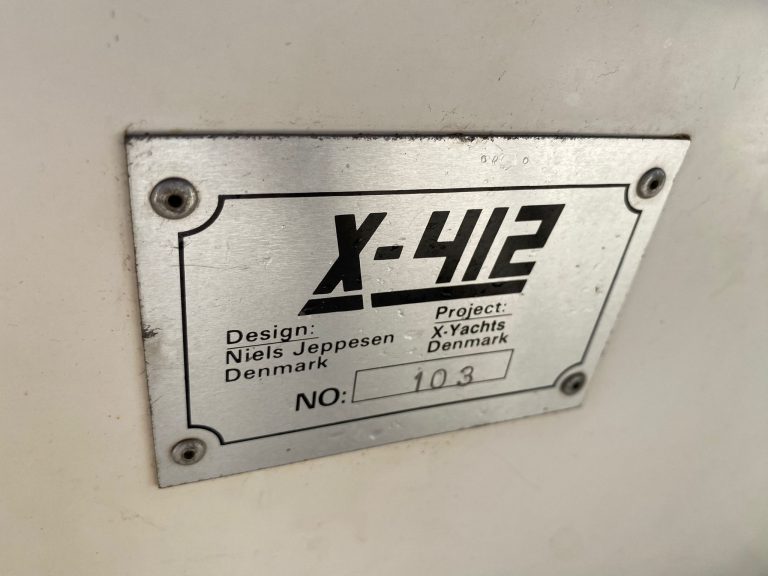 X-412
Design:
Niels Jeppesen
Denmark
Project:
X-Yachts
Denmark
NO: 103